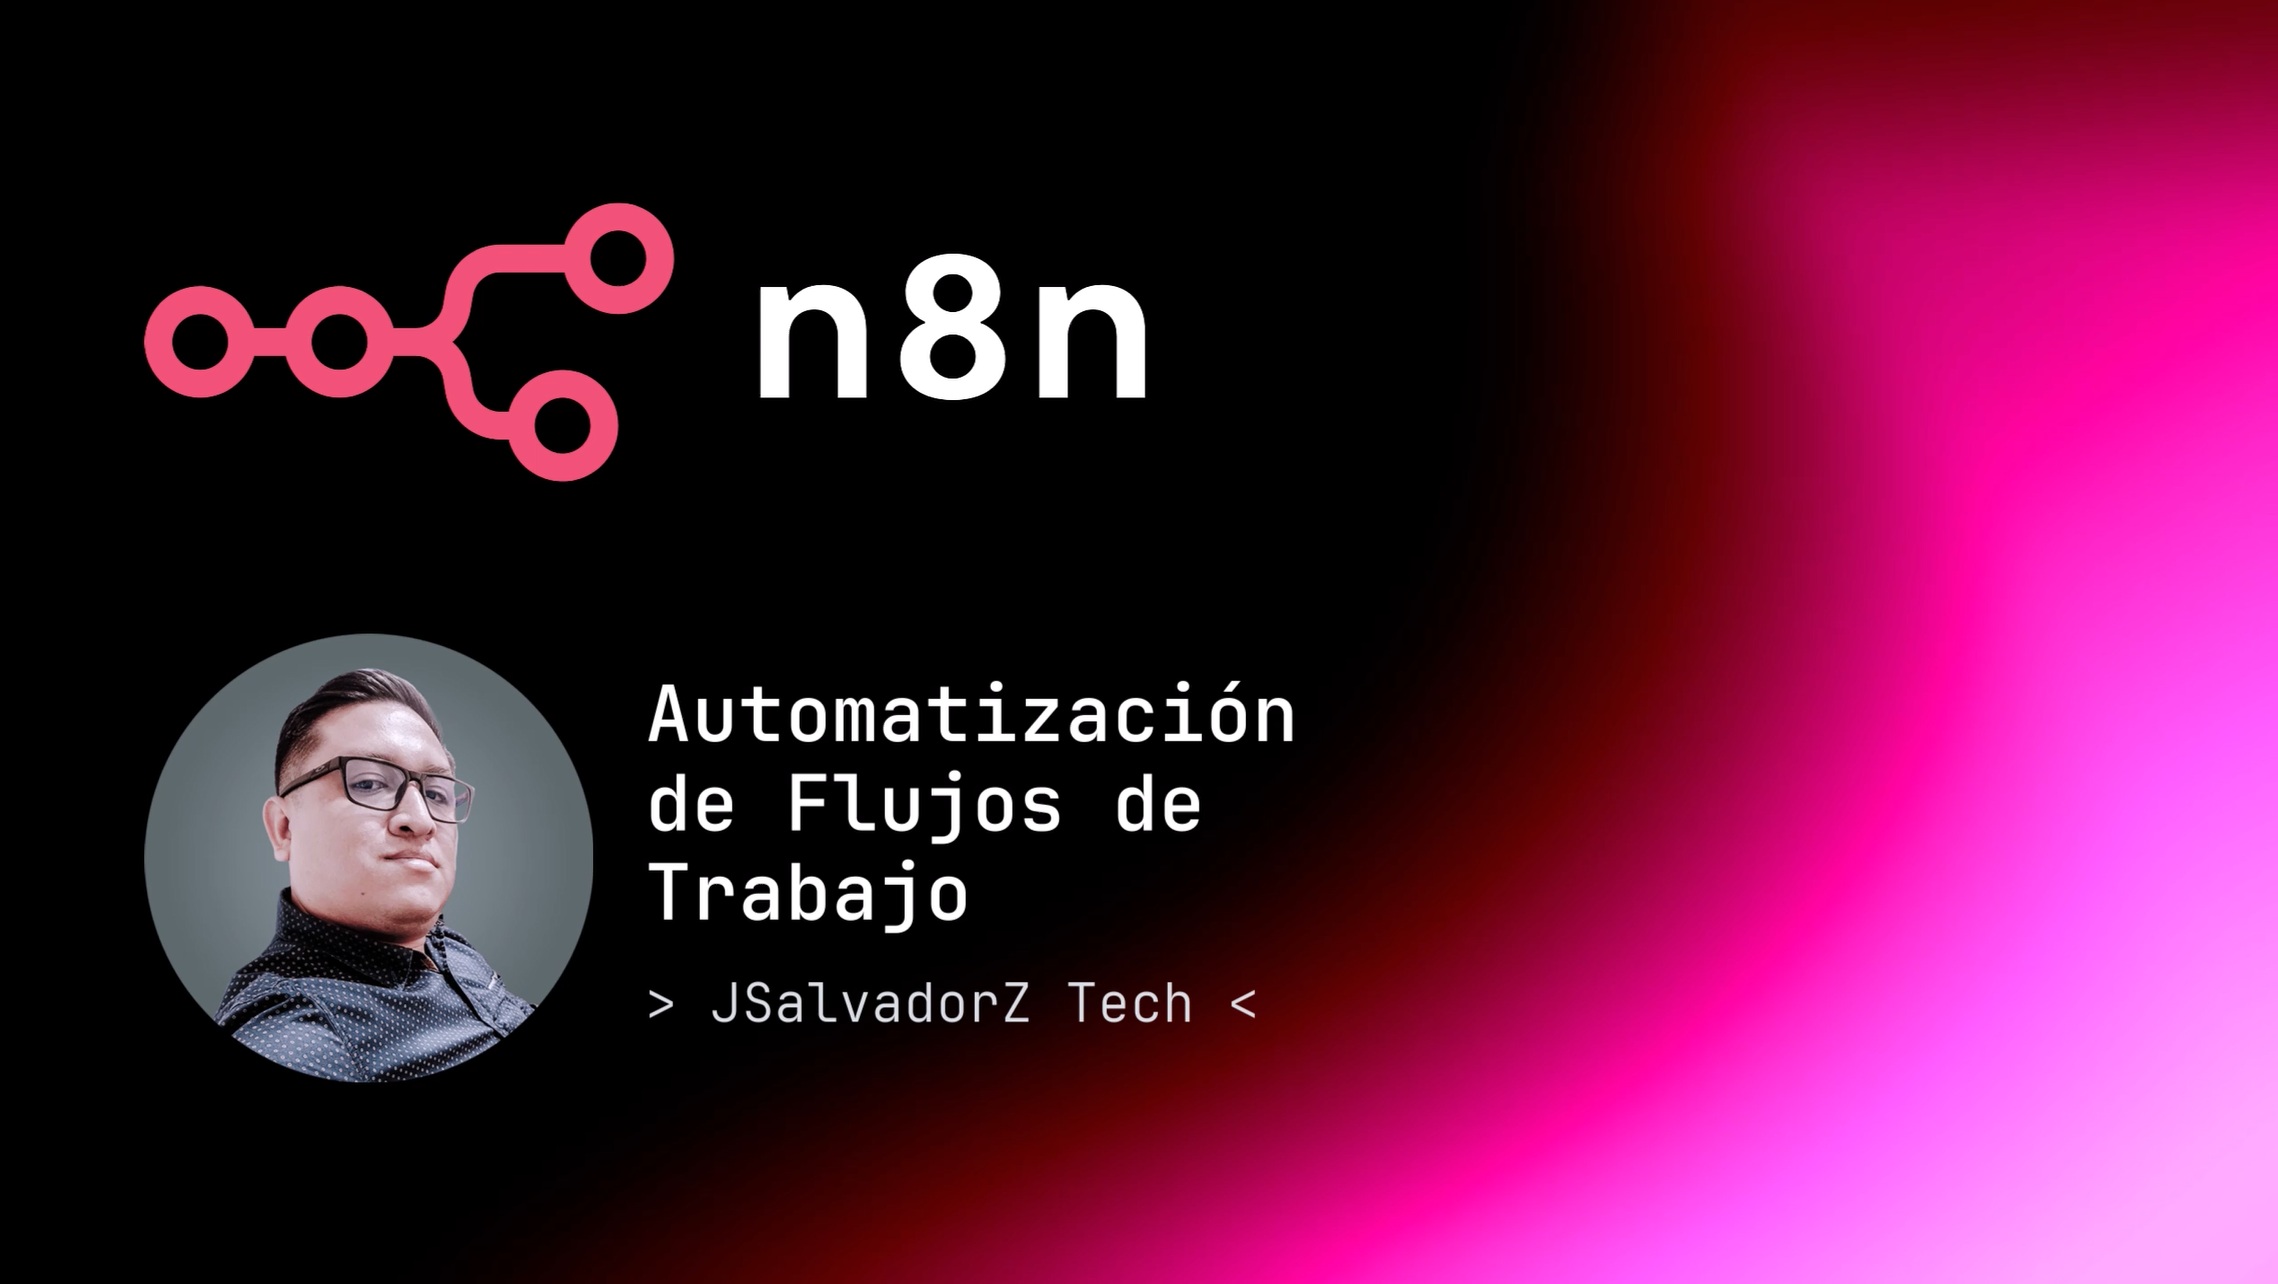 n8n
Automatización
de Flujos de
Trabajo
> JSalvadorZ Tech <